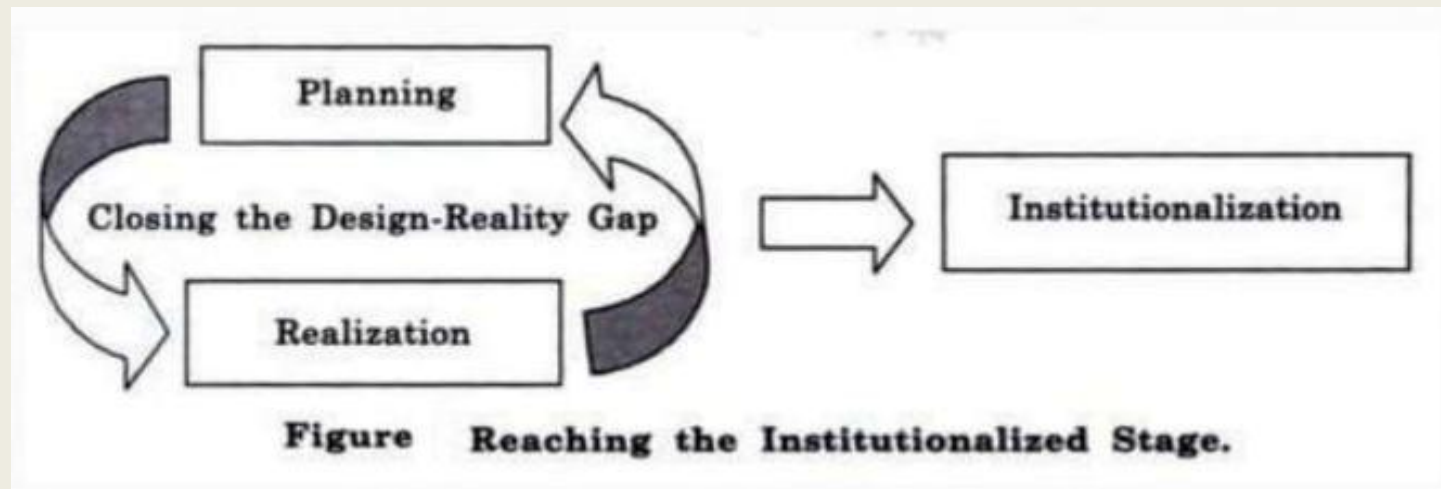 Planning
Closing the Design-Reality Gap
Institutionalization
Realization
Figure Reaching the Institutionalized Stage.